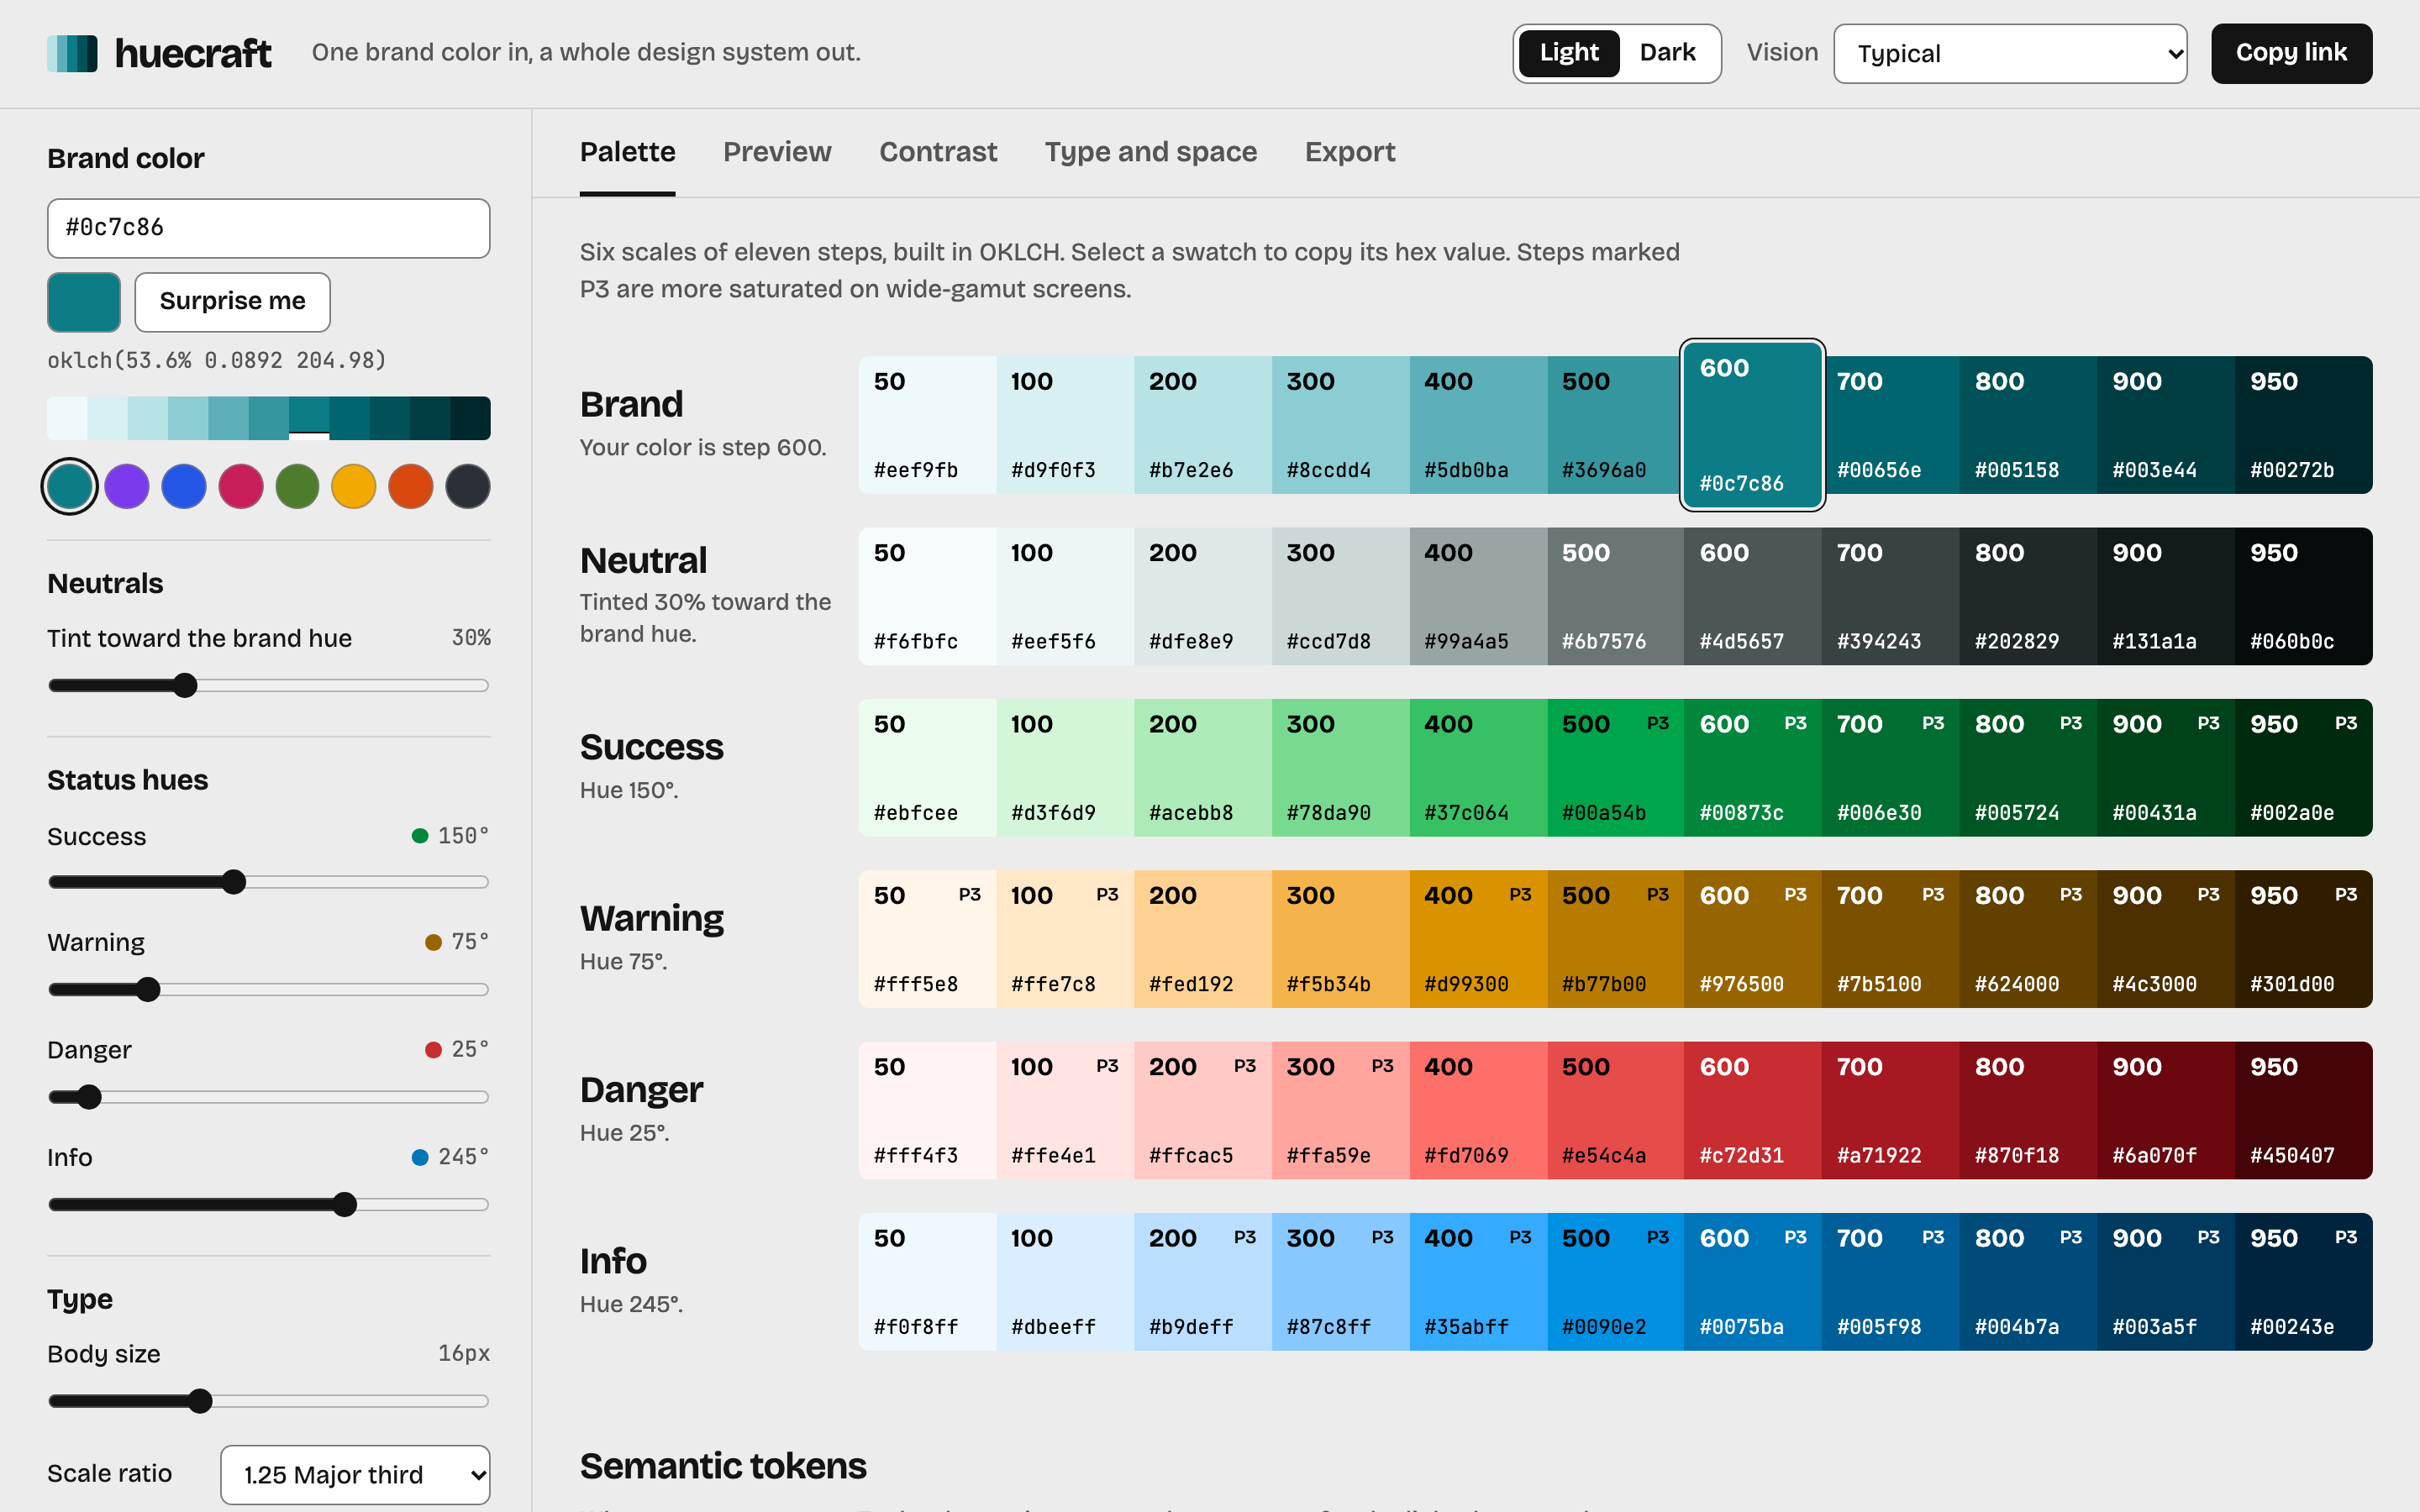 huecraft
One brand color in, a whole design system out.
Light
Dark
Vision
Typical
Copy link
Brand color
#0c7c86
Surprise me
oklch(53.6% 0.0892 204.98)
Neutrals
Tint toward the brand hue 30%
Status hues
Success 150°
Warning 75°
Danger 25°
Info 245°
Type
Body size 16px
Scale ratio 1.25 Major third
Palette Preview Contrast Type and space Export
Six scales of eleven steps, built in OKLCH. Select a swatch to copy its hex value. Steps marked
P3 are more saturated on wide-gamut screens.
Brand
Your color is step 600.
50 100 200 300 400 500 600 700 800 900 950
#eef9fb #d9f0f3 #b7e2e6 #8ccdd4 #5db0ba #3696a0 #0c7c86 #00656e #005158 #003e44 #00272b
Neutral
Tinted 30% toward the
brand hue.
50 100 200 300 400 500 600 700 800 900 950
#f6fbfc #eef5f6 #dfe8e9 #ccd7d8 #99a4a5 #6b7576 #4d5657 #394243 #202829 #131a1a #060b0c
Success
Hue 150°.
50 100 200 300 400 500 P3 600 P3 700 P3 800 P3 900 P3 950 P3
#ebfcee #d3f6d9 #acebb8 #78da90 #37c064 #00a54b #00873c #006e30 #005724 #00431a #002a0e
Warning
Hue 75°.
50 P3 100 P3 200 300 400 P3 500 P3 600 P3 700 P3 800 P3 900 P3 950 P3
#fff5e8 #ffe7c8 #fed192 #f5b34b #d99300 #b77b00 #976500 #7b5100 #624000 #4c3000 #301d00
Danger
Hue 25°.
50 100 P3 200 P3 300 P3 400 500 600 700 800 900 950
#fff4f3 #ffe4e1 #ffcac5 #ffa59e #fd7069 #e54c4a #c72d31 #a71922 #870f18 #6a070f #450407
Info
Hue 245°.
50 100 200 P3 300 P3 400 P3 500 P3 600 P3 700 P3 800 P3 900 P3 950 P3
#f0f8ff #dbeeff #b9deff #87c8ff #35abff #0090e2 #0075ba #005f98 #004b7a #003a5f #00243e
Semantic tokens